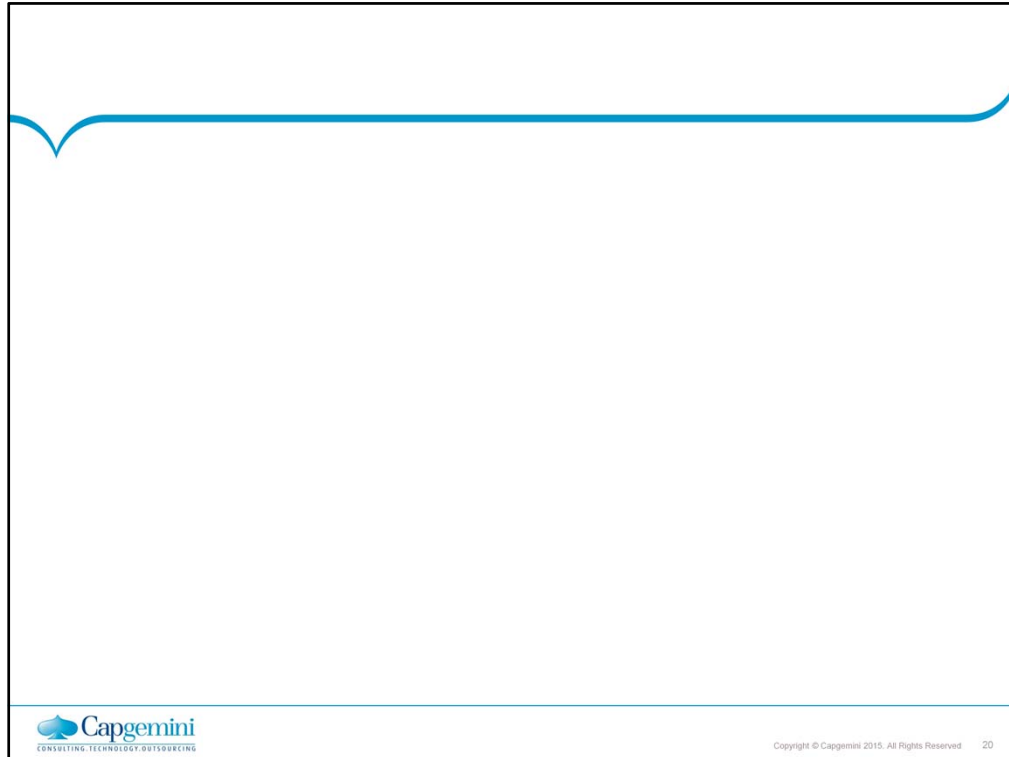 Capgemini
CONSULTING.TECHNOLOGY.OUTSOURCING
Copyright © Capgemini 2015. All Rights Reserved 20